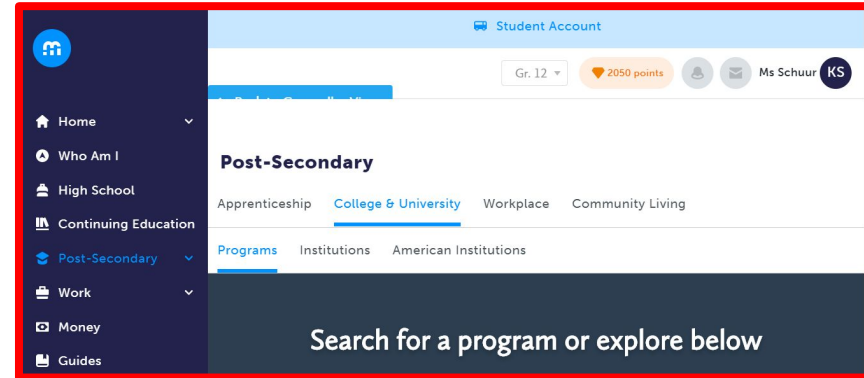 Student Account
m
Gr. 12
2050 points
Ms Schuur KS
Home
Who Am I
High School
Continuing Education
Post-Secondary
Work
Money
Guides
Post-Secondary
Apprenticeship College & University Workplace Community Living
Programs Institutions American Institutions
Search for a program or explore below